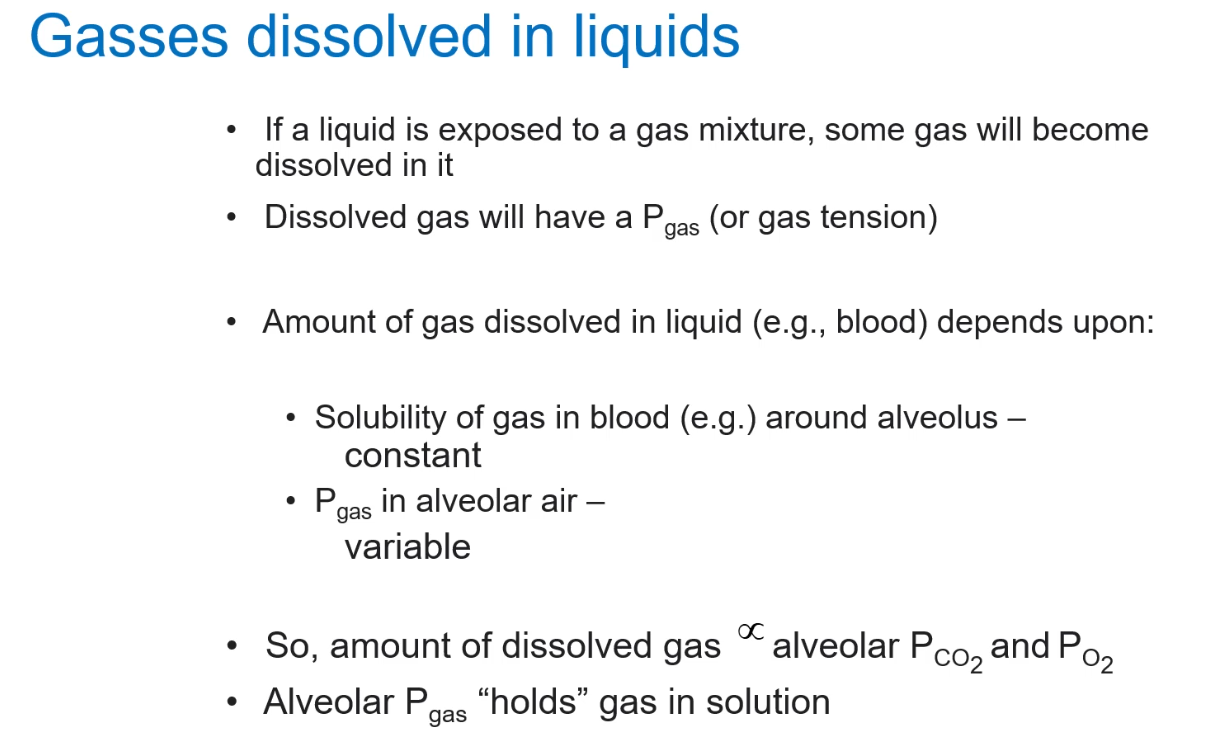 Gasses dissolved in liquids
• If a liquid is exposed to a gas mixture, some gas will become
dissolved in it
• Dissolved gas will have a Pgas (or gas tension)
• Amount of gas dissolved in liquid (e.g., blood) depends upon:
• Solubility of gas in blood (e.g.) around alveolus –
constant
• Pgas in alveolar air –
variable
• So, amount of dissolved gas ∝ alveolar PCO2 and PO2
• Alveolar Pgas “holds” gas in solution